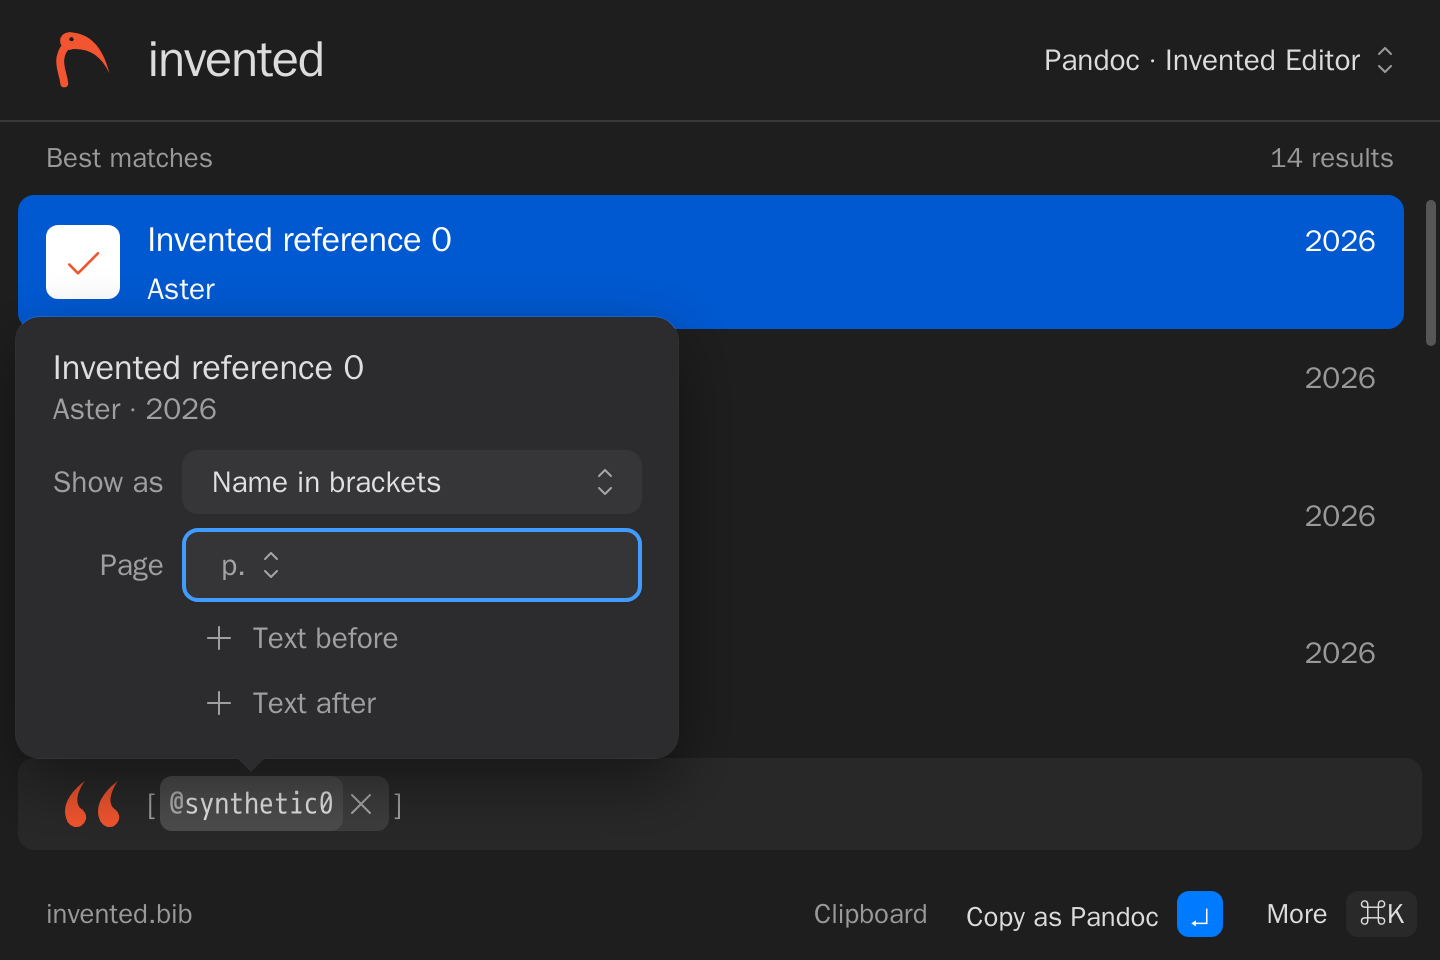 invented
Pandoc · Invented Editor
Best matches
14 results
Invented reference 0
2026
Aster
Invented reference 0
Aster · 2026
2026
Show as
Name in brackets
2026
Page
p.
Text before
2026
Text after
[@synthetic0 ]
invented.bib
Clipboard
Copy as Pandoc
More
⌘K